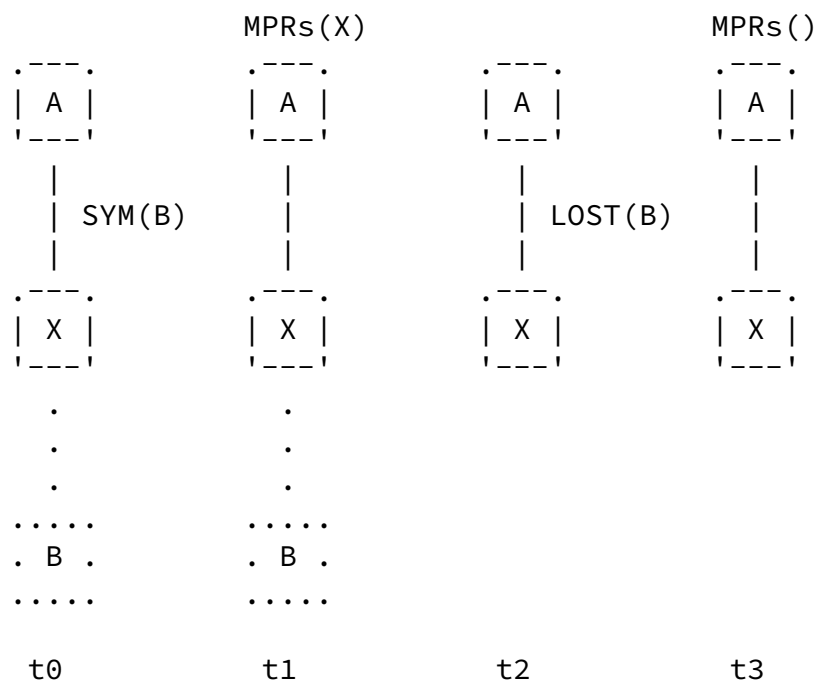 MPRs(X) MPRs()
A A A A
SYM(B) LOST(B)
X X X X
B B
t0 t1 t2 t3